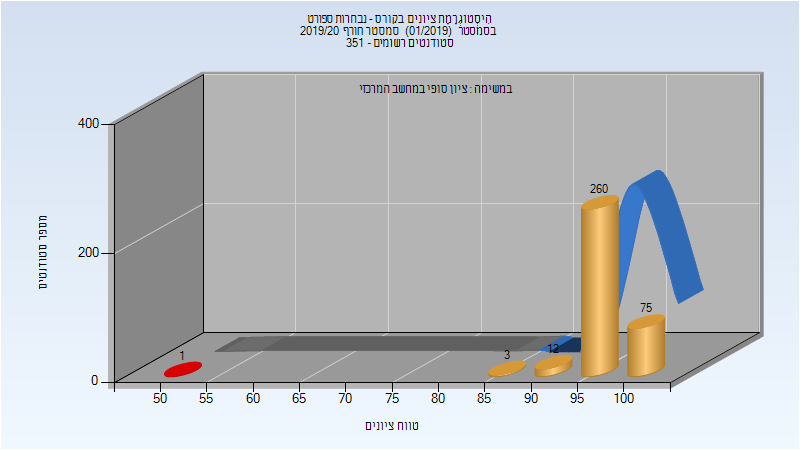 היסטוגרמת ציונים בקורס - נבחרות ספורט
בסמסטר (01/2019) סמסטר חורף 2019/20
סטודנטים רשומים - 351
במשימה : ציון סופי במחשב המרכזי
מספר סטודנטים
400
200
0
1
3
12
260
75
50 55 60 65 70 75 80 85 90 95 100
טווח ציונים